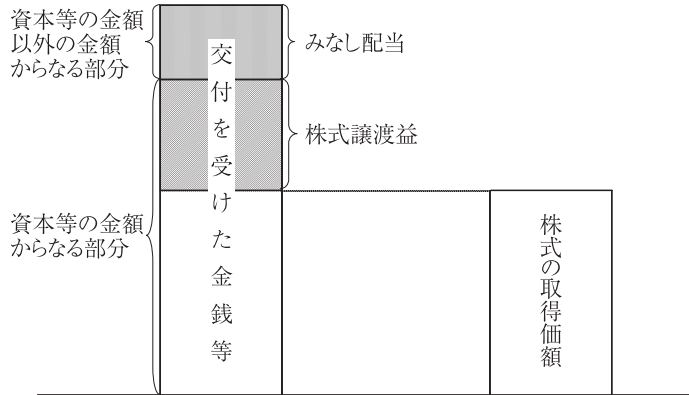 資本等の金額
以外の金額
からなる部分
みなし配当
株式譲渡益
資本等の金額
からなる部分
交付を受けた金銭等
株式の取得価額